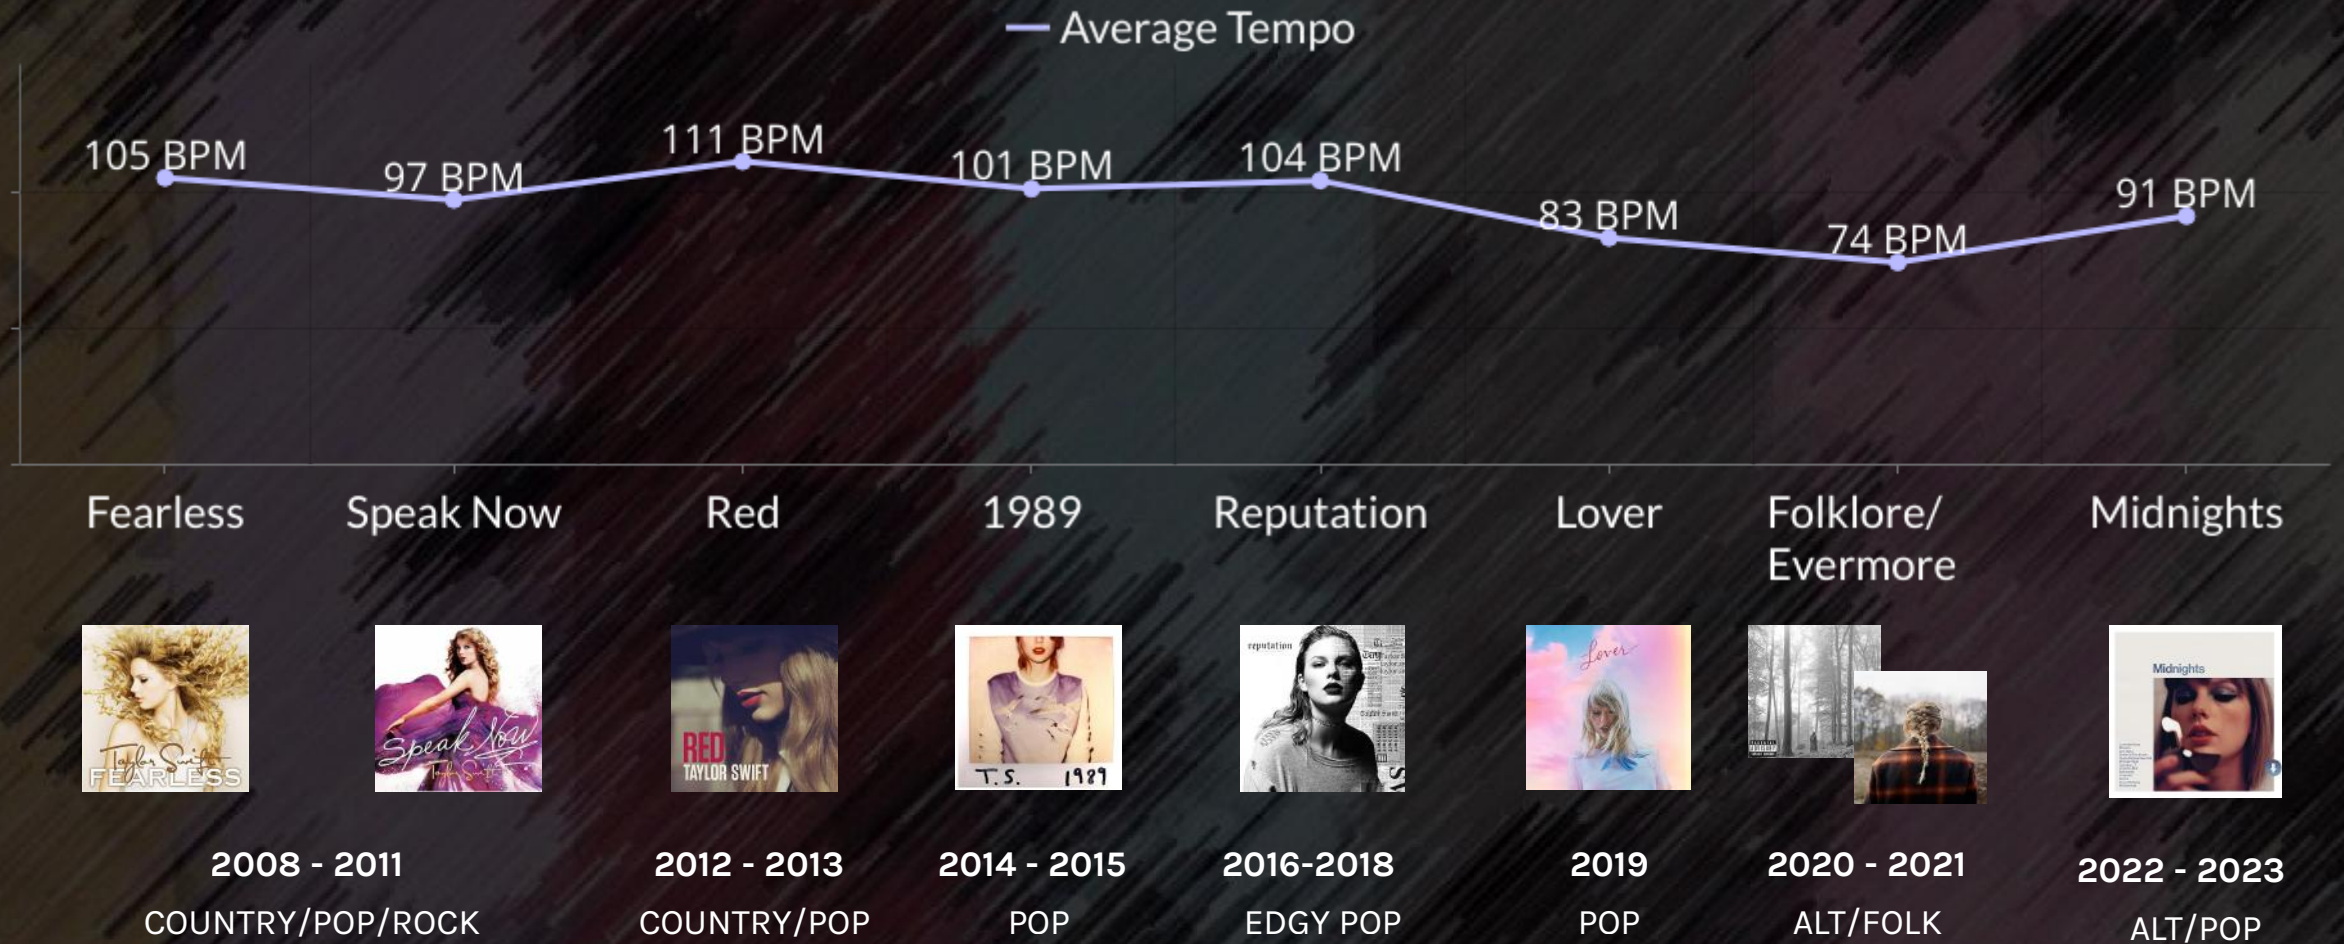 Average Tempo
105 BPM
97 BPM
111 BPM
101 BPM
104 BPM
83 BPM
74 BPM
91 BPM
Fearless
Speak Now
Red
1989
Reputation
Lover
Folklore/
Evermore
Midnights
Taylor Swift
FEARLESS
Speak Now
Taylor Swift
RED
TAYLOR SWIFT
T.S. 1989
reputation
Lover
Midnights
2008 - 2011
2012 - 2013
2014 - 2015
2016-2018
2019
2020 - 2021
2022 - 2023
COUNTRY/POP/ROCK
COUNTRY/POP
POP
EDGY POP
POP
ALT/FOLK
ALT/POP